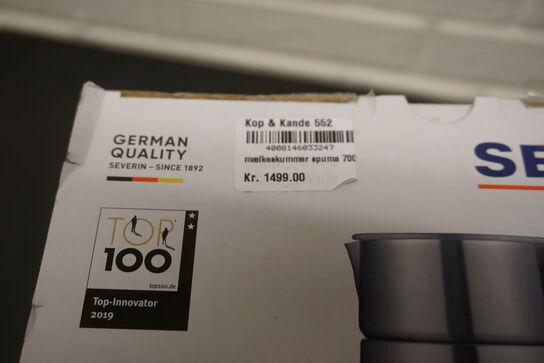 Kop & Kande 552
4008146033247
mælkeskummer spuma 700
Kr. 1499.00
GERMAN
QUALITY
SEVERIN – SINCE 1892
SE
TOP
100
top100.de
Top-Innovator
2019